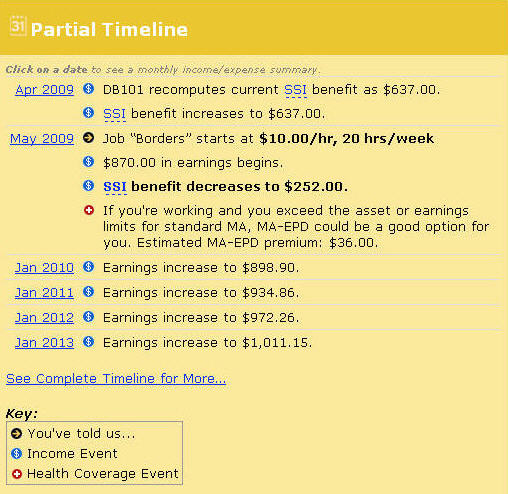 31 Partial Timeline
Click on a date to see a monthly income/expense summary.
Apr 2009 $ DB101 recomputes current SSI benefit as $637.00.
$ SSI benefit increases to $637.00.
May 2009 Job “Borders” starts at $10.00/hr, 20 hrs/week
$ $870.00 in earnings begins.
$ SSI benefit decreases to $252.00.
If you're working and you exceed the asset or earnings
limits for standard MA, MA-EPD could be a good option for
you. Estimated MA-EPD premium: $36.00.
Jan 2010 $ Earnings increase to $898.90.
Jan 2011 $ Earnings increase to $934.86.
Jan 2012 $ Earnings increase to $972.26.
Jan 2013 $ Earnings increase to $1,011.15.
See Complete Timeline for More...
Key:
You've told us...
$ Income Event
Health Coverage Event